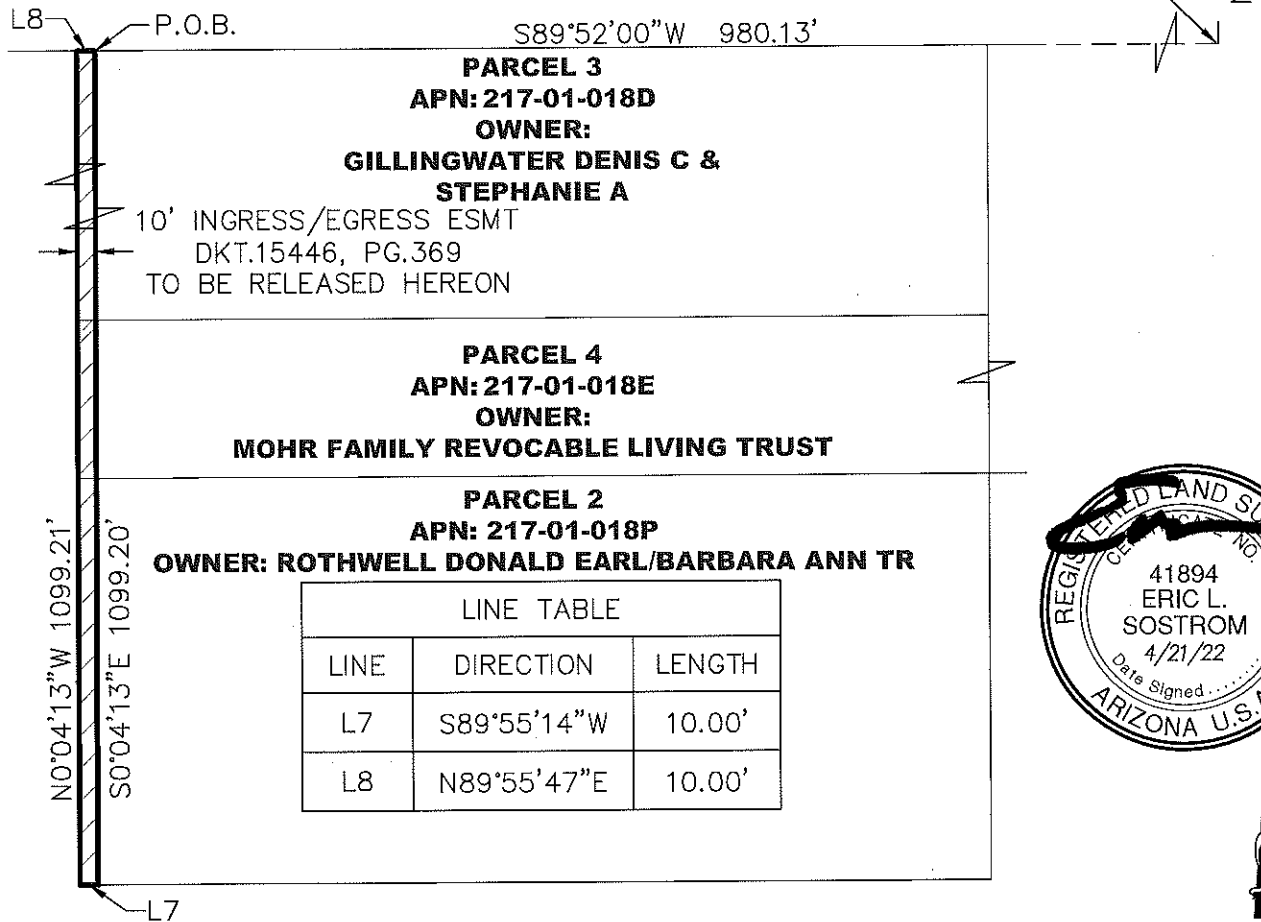 L8
P.O.B.
S89°52'00"W 980.13'
PARCEL 3
APN: 217-01-018D
OWNER:
GILLINGWATER DENIS C &
STEPHANIE A
10' INGRESS/EGRESS ESMT
DKT.15446, PG.369
TO BE RELEASED HEREON
PARCEL 4
APN: 217-01-018E
OWNER:
MOHR FAMILY REVOCABLE LIVING TRUST
PARCEL 2
APN: 217-01-018P
OWNER: ROTHWELL DONALD EARL/BARBARA ANN TR
N0°04'13"W 1099.21'
S0°04'13"E 1099.20'
LINE TABLE
LINE DIRECTION LENGTH
L7 S89°55'14"W 10.00'
L8 N89°55'47"E 10.00'
L7
REGISTERED LAND SU
NO.
41894
ERIC L.
SOSTROM
4/21/22
Date Signed........
ARIZONA U.S.A